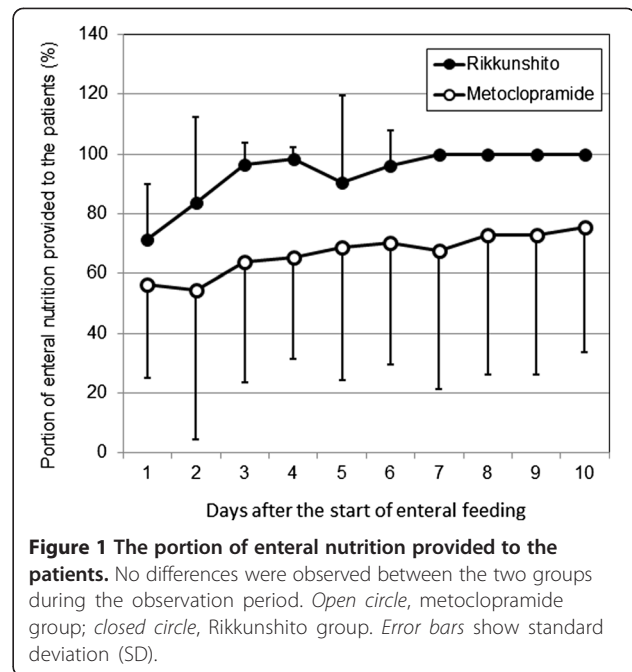 140
120
100
80
60
40
20
0
Portion of enteral nutrition provided to the patients (%)
Rikkunshito
Metoclopramide
1 2 3 4 5 6 7 8 9 10
Days after the start of enteral feeding
Figure 1 The portion of enteral nutrition provided to the
patients. No differences were observed between the two groups
during the observation period. Open circle, metoclopramide
group; closed circle, Rikkunshito group. Error bars show standard
deviation (SD).